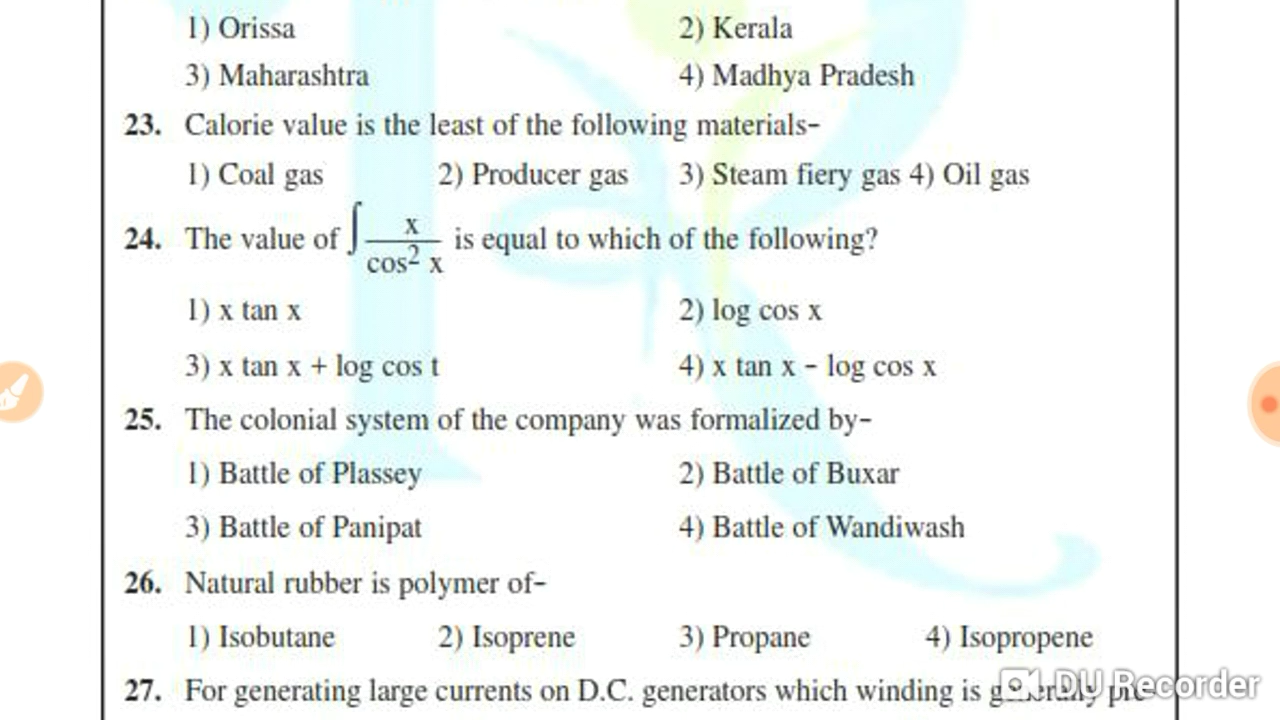 1) Orissa 2) Kerala
3) Maharashtra 4) Madhya Pradesh
23. Calorie value is the least of the following materials-
1) Coal gas 2) Producer gas 3) Steam fiery gas 4) Oil gas
24. The value of ∫ x / cos² x is equal to which of the following?
1) x tan x 2) log cos x
3) x tan x + log cos t 4) x tan x - log cos x
25. The colonial system of the company was formalized by-
1) Battle of Plassey 2) Battle of Buxar
3) Battle of Panipat 4) Battle of Wandiwash
26. Natural rubber is polymer of-
1) Isobutane 2) Isoprene 3) Propane 4) Isopropene
27. For generating large currents on D.C. generators which winding is
DU Recorder